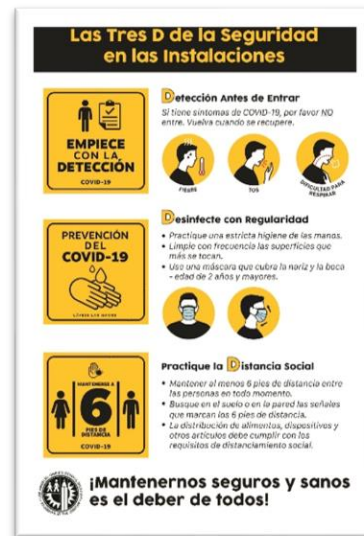 Las Tres D de la Seguridad
en las Instalaciones
EMPIECE
CON LA
DETECCIÓN
COVID-19
Detección Antes de Entrar
Si tiene síntomas de COVID-19, por favor NO
entre. Vuelva cuando se recupere.
FIEBRE
TOS
DIFICULTAD PARA
RESPIRAR
PREVENCIÓN
DEL
COVID-19
LÁVESE LAS MANOS
Desinfecte con Regularidad
• Practique una estricta higiene de las manos.
• Limpie con frecuencia las superficies que
más se tocan.
• Use una máscara que cubra la nariz y la boca
- edad de 2 años y mayores.
MANTENERSE A
6
PIES DE
DISTANCIA
COVID-19
Practique la Distancia Social
• Mantener al menos 6 pies de distancia entre
las personas en todo momento.
• Busque en el suelo o en la pared las señales
que marcan los 6 pies de distancia.
• La distribución de alimentos, dispositivos y
otros artículos debe cumplir con los
requisitos de distanciamiento social.
¡Mantenernos seguros y sanos
es el deber de todos!